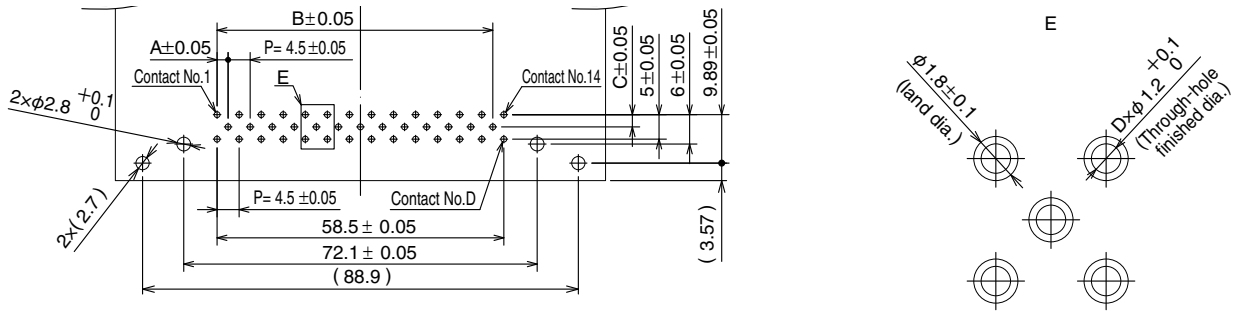 B±0.05
A±0.05
P= 4.5±0.05
Contact No.1
E
Contact No.14
2×φ2.8 +0.1 0
C±0.05
5±0.05
6±0.05
9.89±0.05
2×(2.7)
P= 4.5 ±0.05
Contact No.D
58.5± 0.05
72.1± 0.05
( 88.9 )
( 3.57 )
E
φ1.8±0.1
(land dia.)
D×φ1.2 +0.1 0
(Through-hole
finished dia.)